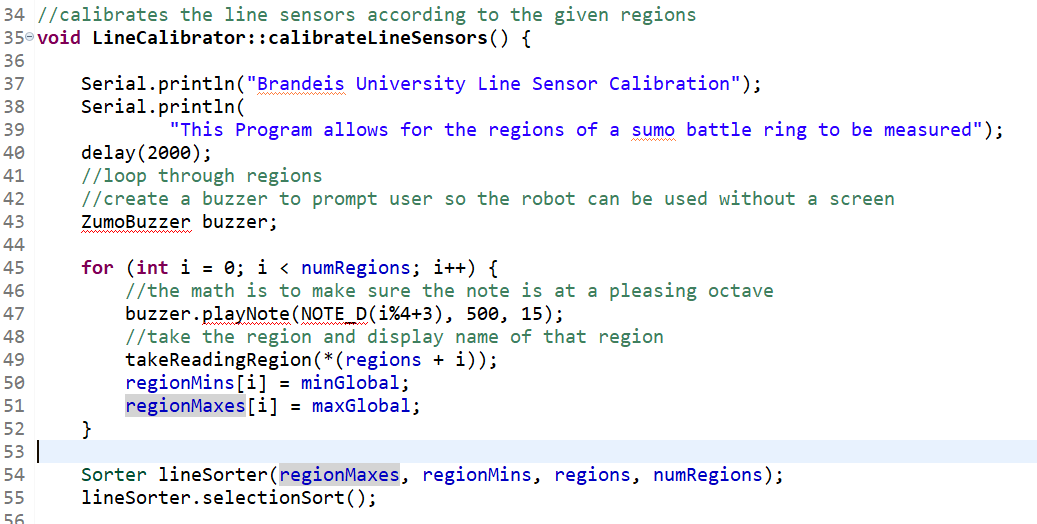 34 //calibrates the line sensors according to the given regions
35 void LineCalibrator::calibrateLineSensors() {
36
37     Serial.println("Brandeis University Line Sensor Calibration");
38     Serial.println(
39             "This Program allows for the regions of a sumo battle ring to be measured");
40     delay(2000);
41     //loop through regions
42     //create a buzzer to prompt user so the robot can be used without a screen
43     ZumoBuzzer buzzer;
44
45     for (int i = 0; i < numRegions; i++) {
46         //the math is to make sure the note is at a pleasing octave
47         buzzer.playNote(NOTE_D(i%4+3), 500, 15);
48         //take the region and display name of that region
49         takeReadingRegion(*(regions + i));
50         regionMins[i] = minGlobal;
51         regionMaxes[i] = maxGlobal;
52     }
53
54     Sorter lineSorter(regionMaxes, regionMins, regions, numRegions);
55     lineSorter.selectionSort();
56